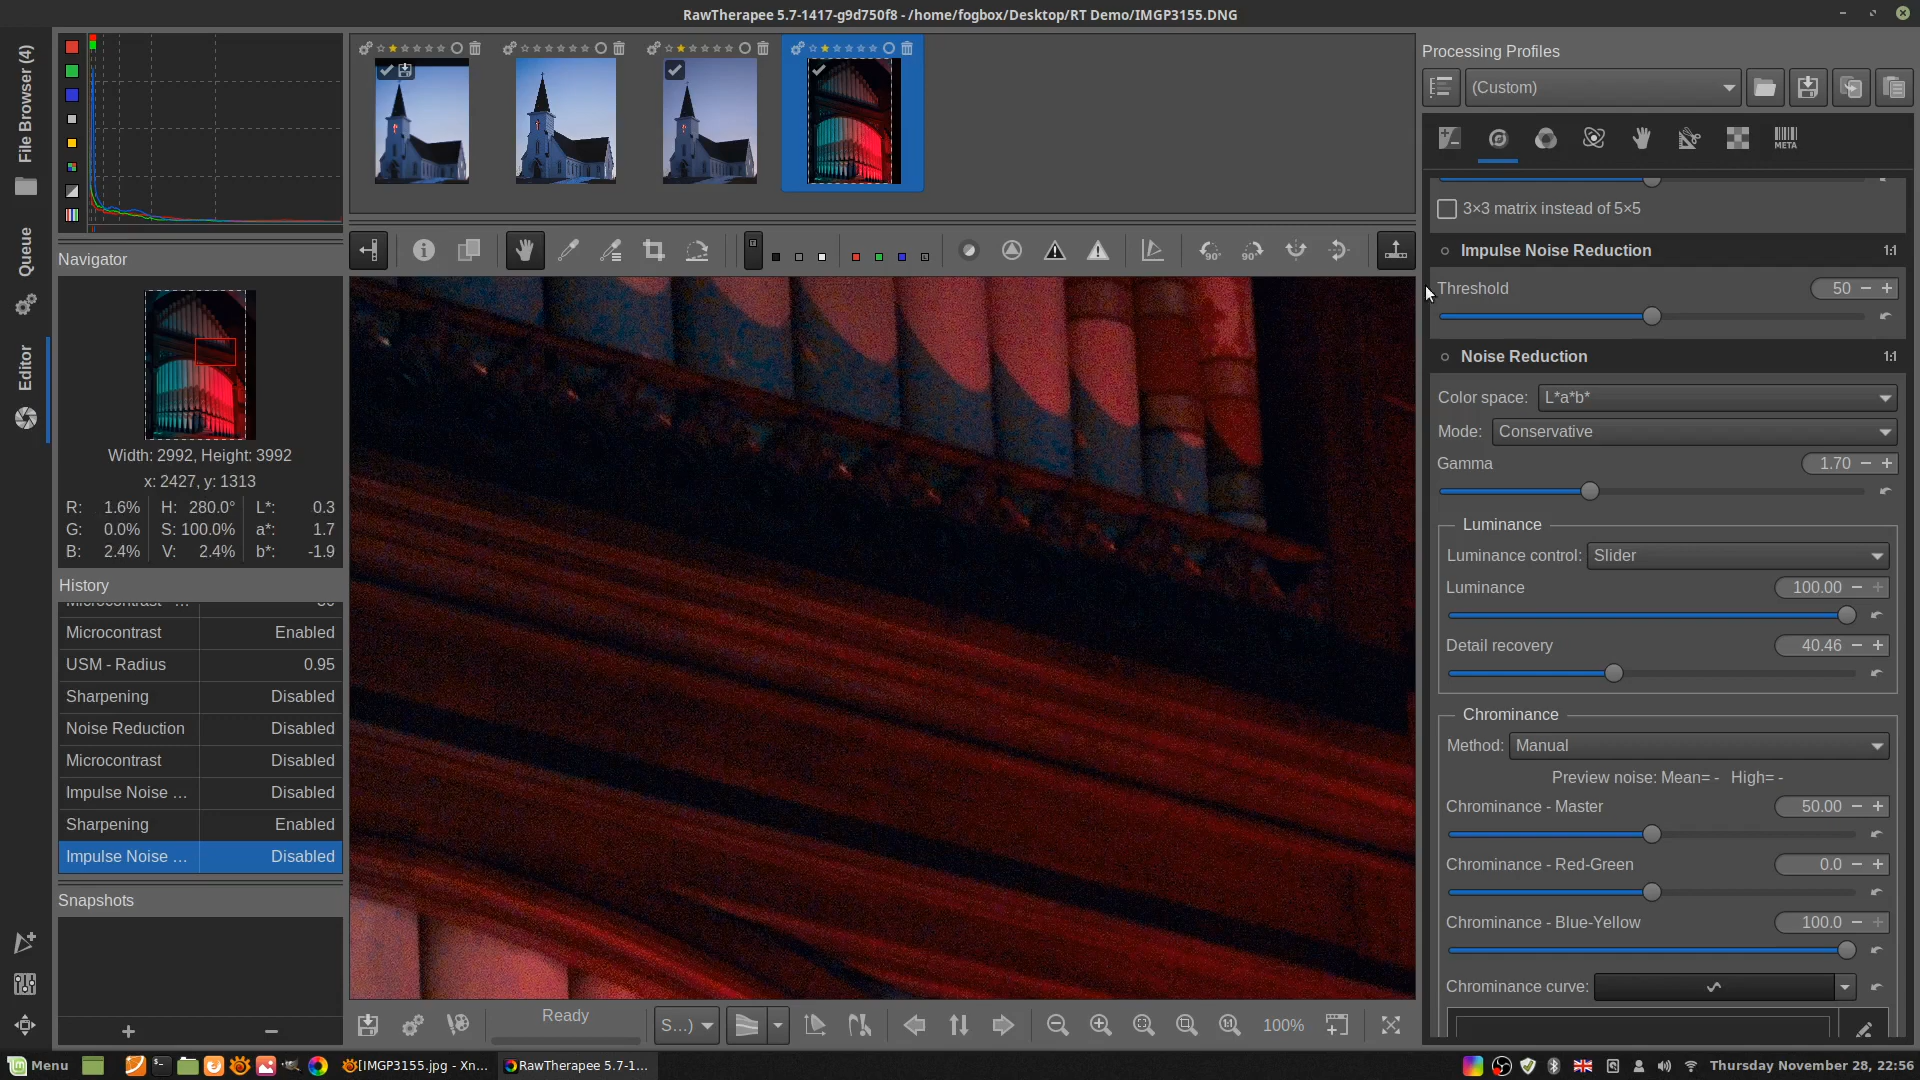 RawTherapee 5.7-1417-g9d750f8 - /home/fogbox/Desktop/RT Demo/IMGP3155.DNG
File Browser (4)
Queue
Editor
Navigator
Width: 2992, Height: 3992
x: 2427, y: 1313
R: 1.6% H: 280.0° L*: 0.3
G: 0.0% S: 100.0% a*: 1.7
B: 2.4% V: 2.4% b*: -1.9
History
Microcontrast Enabled
USM - Radius 0.95
Sharpening Disabled
Noise Reduction Disabled
Microcontrast Disabled
Impulse Noise ... Disabled
Sharpening Enabled
Impulse Noise ... Disabled
Snapshots
90° 90°
Ready
S...)
1:1
100%
Processing Profiles
(Custom)
META
3×3 matrix instead of 5×5
Impulse Noise Reduction 1:1
Threshold 50
Noise Reduction 1:1
Color space: L*a*b*
Mode: Conservative
Gamma 1.70
Luminance
Luminance control: Slider
Luminance 100.00
Detail recovery 40.46
Chrominance
Method: Manual
Preview noise: Mean= - High= -
Chrominance - Master 50.00
Chrominance - Red-Green 0.0
Chrominance - Blue-Yellow 100.0
Chrominance curve:
Menu
[IMGP3155.jpg - Xn...
RawTherapee 5.7-1...
Thursday November 28, 22:56